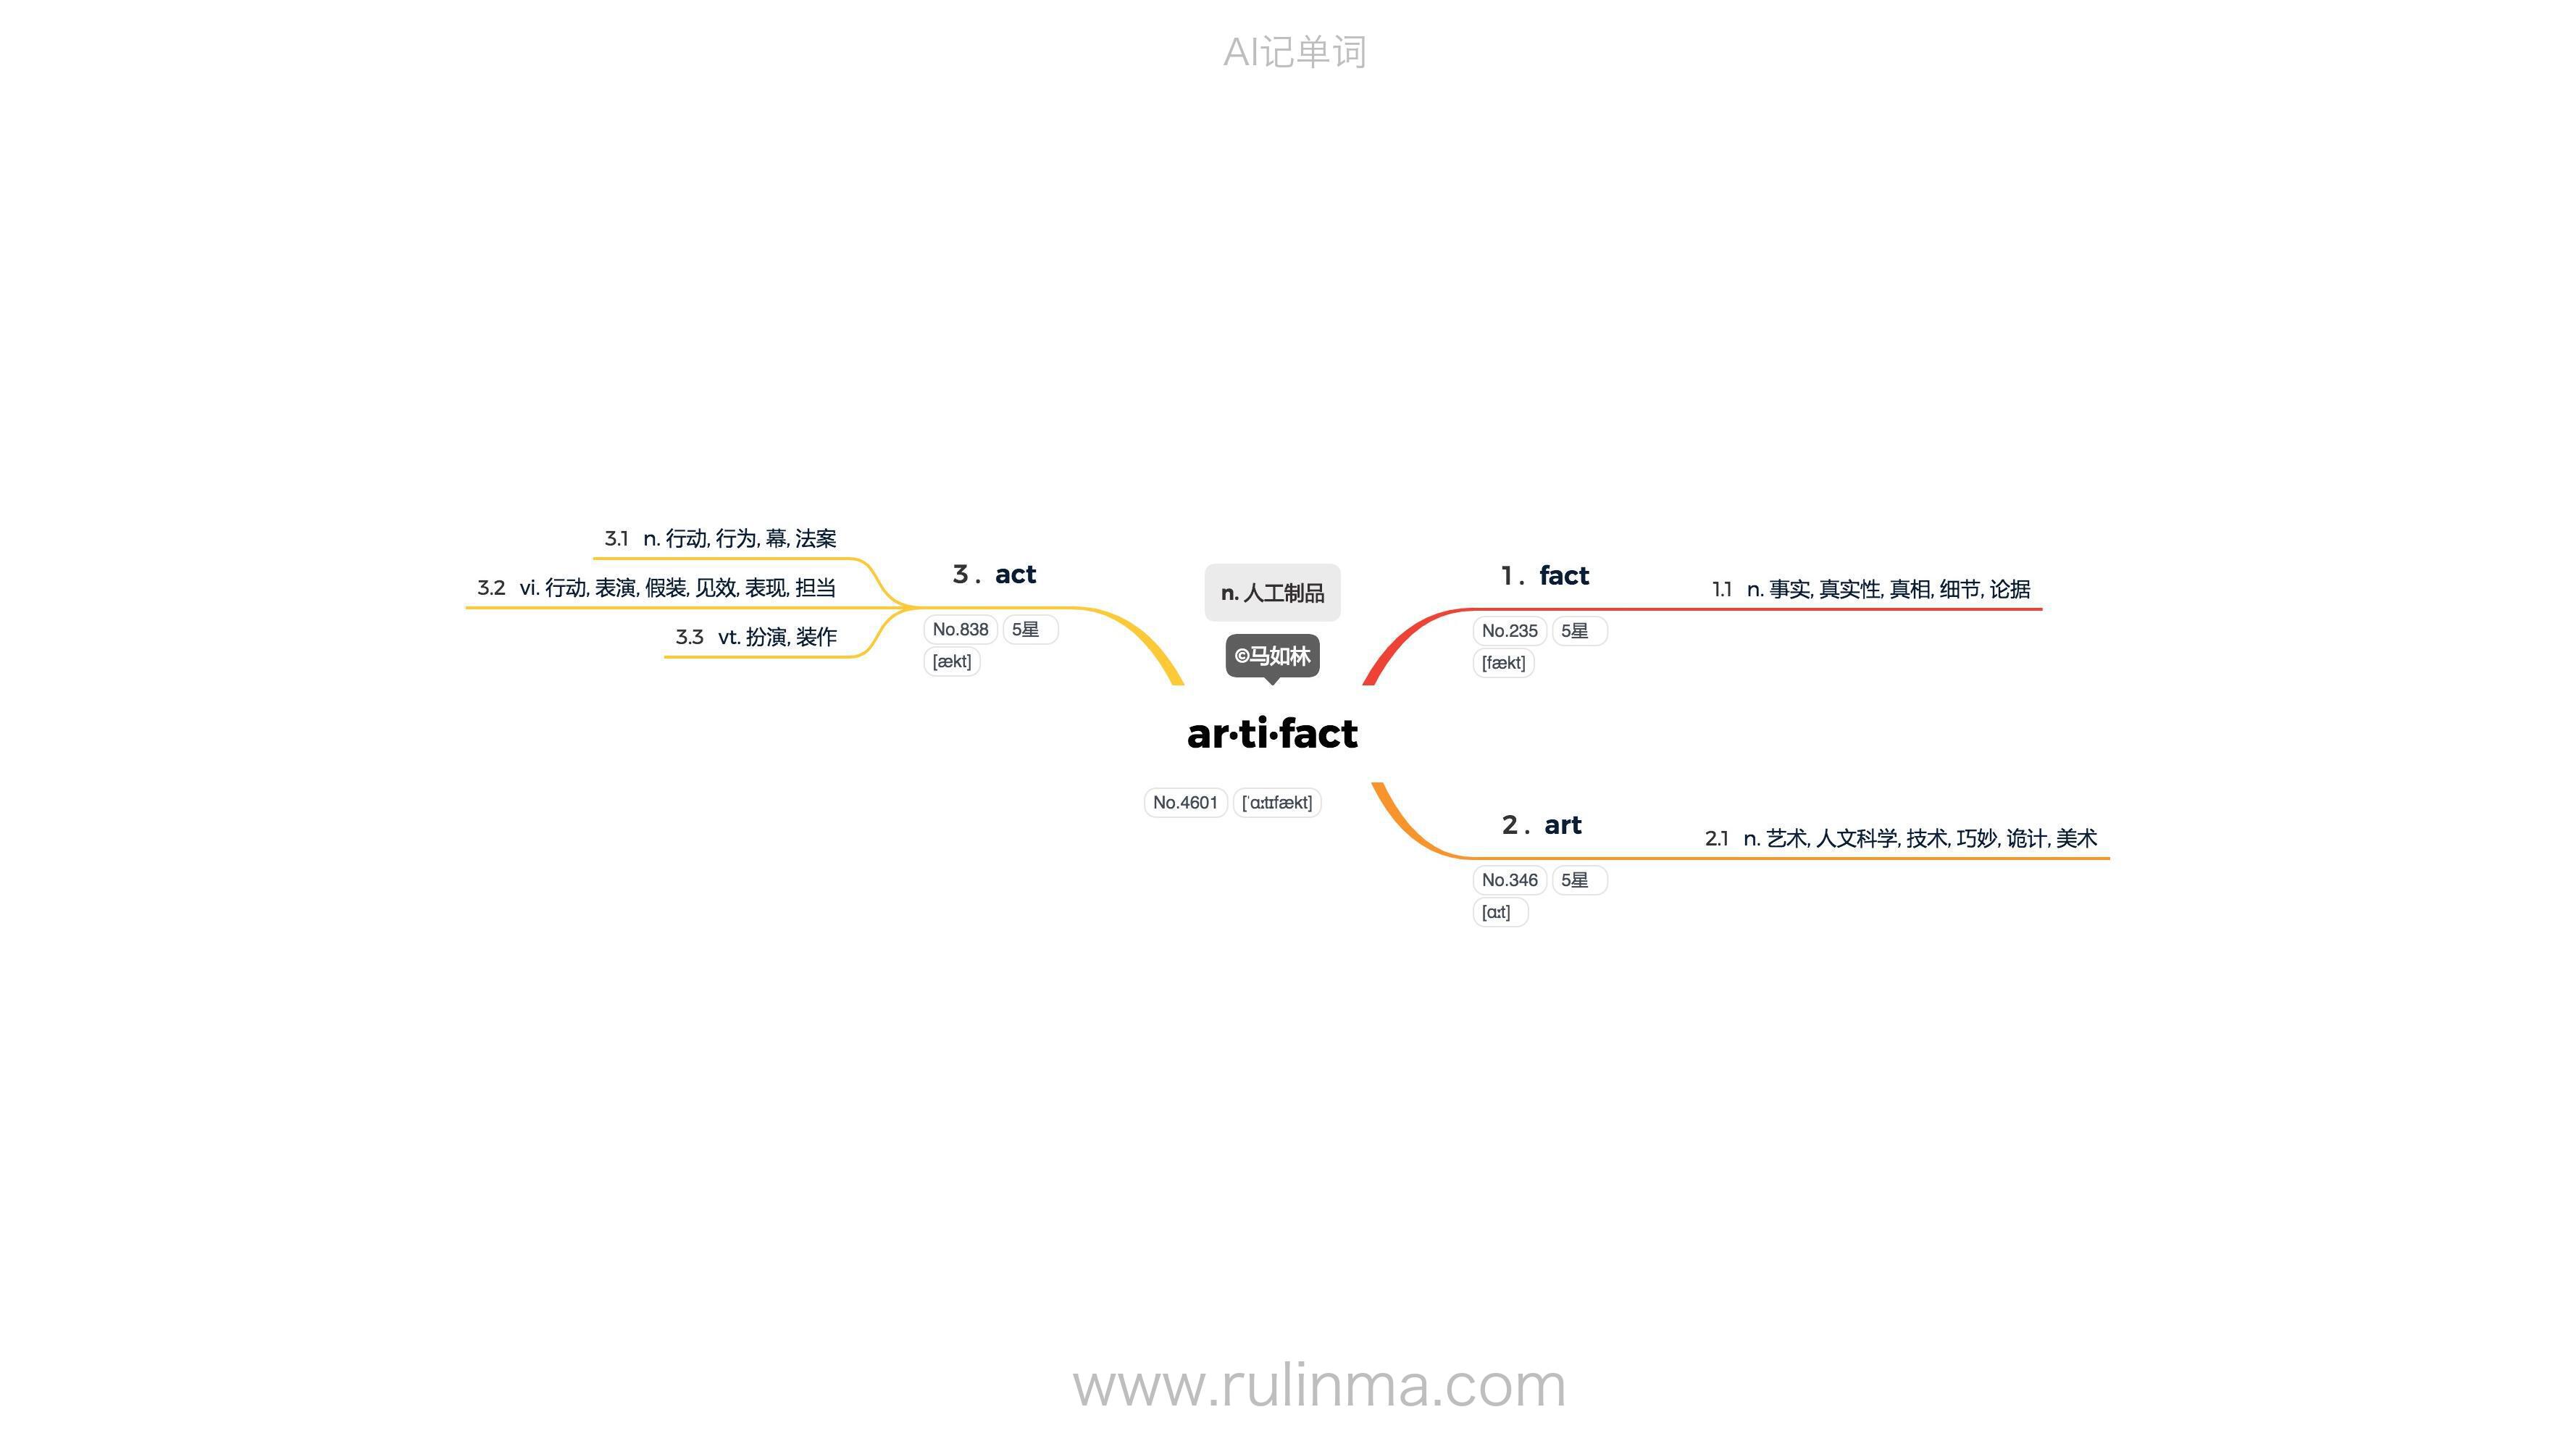 AI记单词
3.1 n. 行动, 行为, 幕, 法案
3.2 vi. 行动, 表演, 假装, 见效, 表现, 担当
3.3 vt. 扮演, 装作
3. act
No.838 5星
[ækt]
n. 人工制品
©马如林
ar·ti·fact
No.4601 [ˈɑːtɪfækt]
1. fact
No.235 5星
[fækt]
1.1 n. 事实, 真实性, 真相, 细节, 论据
2. art
No.346 5星
[ɑːt]
2.1 n. 艺术, 人文科学, 技术, 巧妙, 诡计, 美术
www.rulinma.com